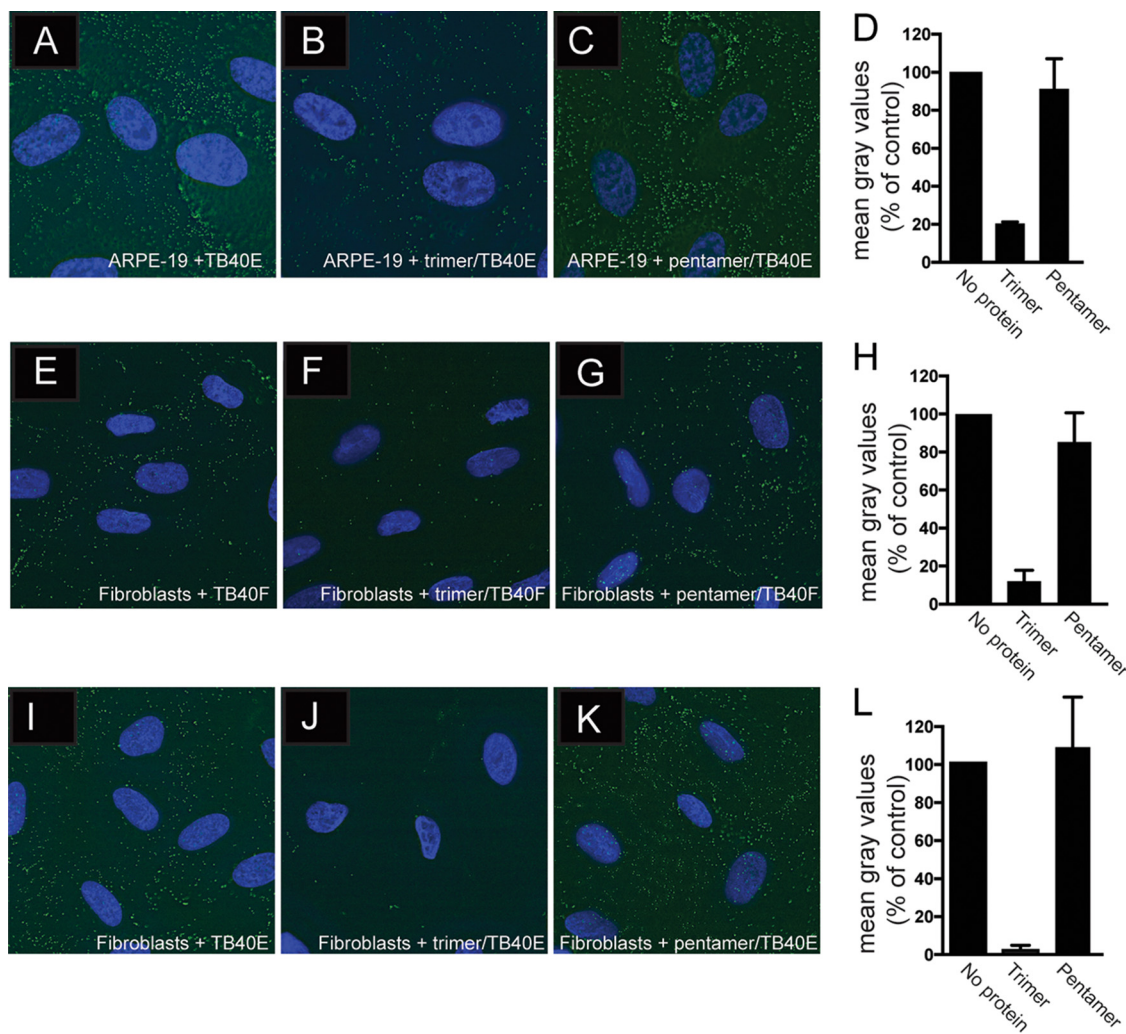 A
B
C
D
ARPE-19 +TB40E
ARPE-19 + trimer/TB40E
ARPE-19 + pentamer/TB40E
mean gray values
(% of control)
120
100
80
60
40
20
0
No protein
Trimer
Pentamer
E
F
G
H
Fibroblasts + TB40F
Fibroblasts + trimer/TB40F
Fibroblasts + pentamer/TB40F
mean gray values
(% of control)
120
100
80
60
40
20
0
No protein
Trimer
Pentamer
I
J
K
L
Fibroblasts + TB40E
Fibroblasts + trimer/TB40E
Fibroblasts + pentamer/TB40E
mean gray values
(% of control)
120
100
80
60
40
20
0
No protein
Trimer
Pentamer